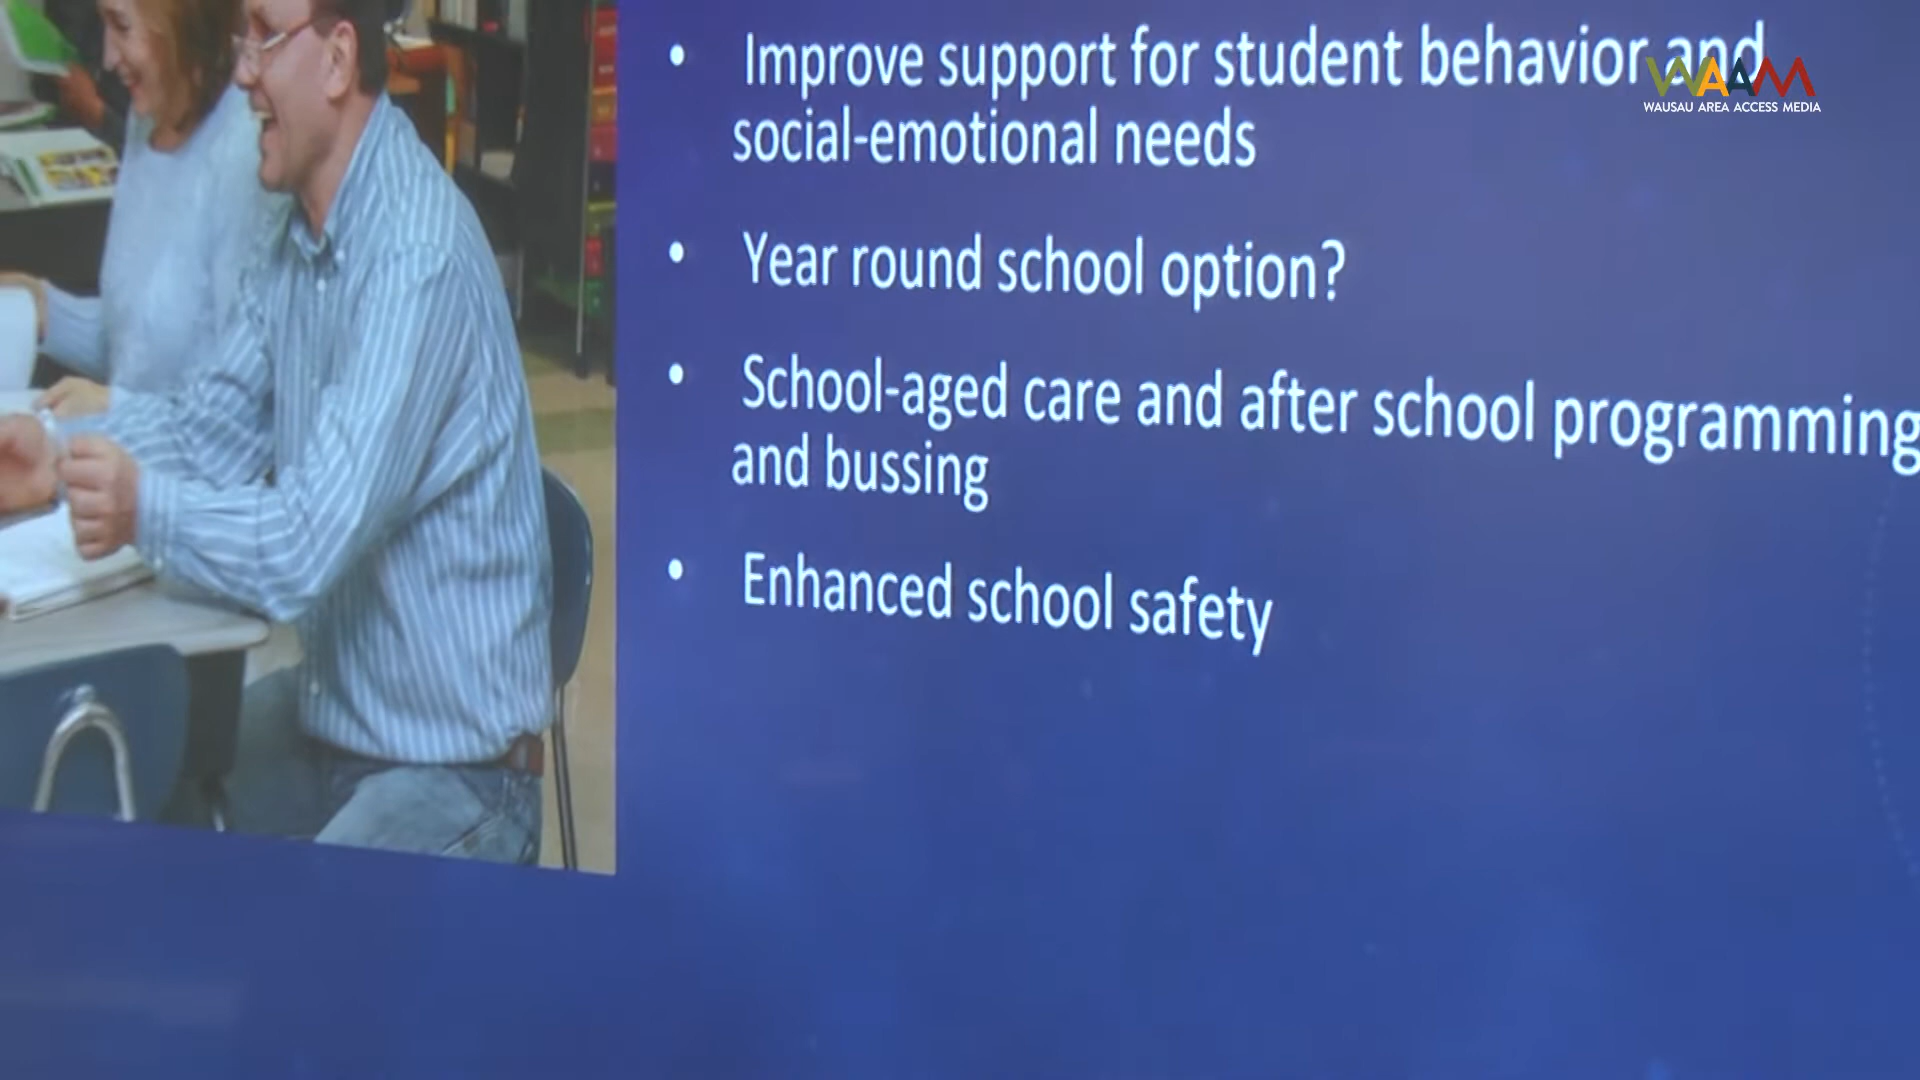 • Improve support for student behavior and
social-emotional needs
• Year round school option?
• School-aged care and after school programming
and bussing
• Enhanced school safety
WAAM
WAUSAU AREA ACCESS MEDIA